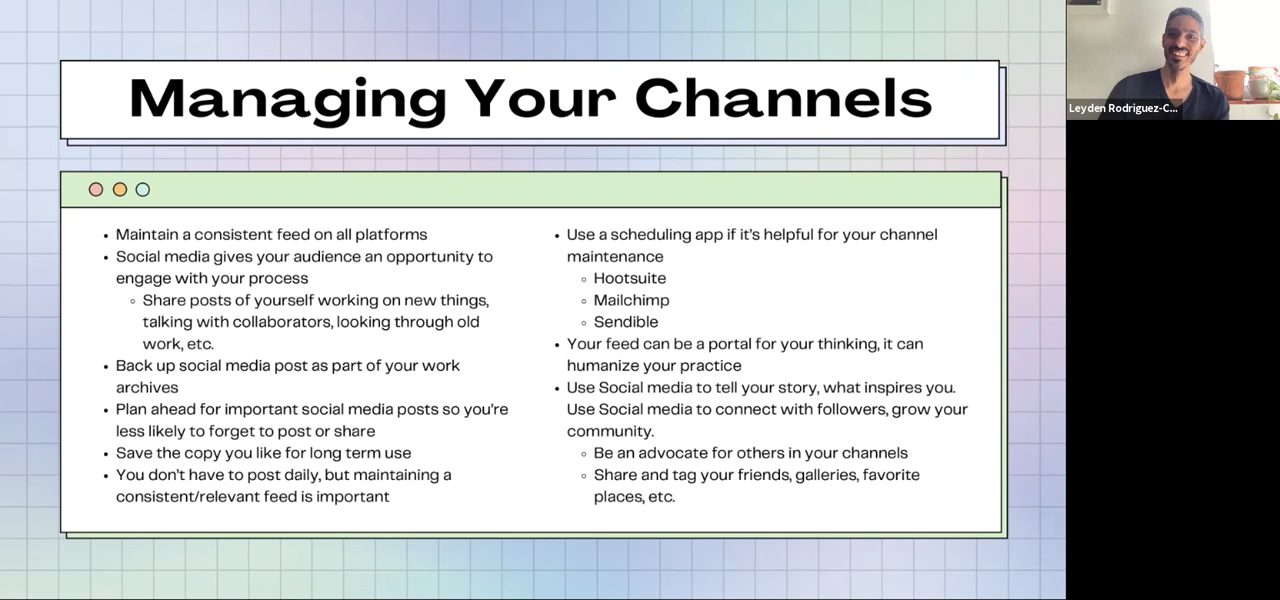 Managing Your Channels
• Maintain a consistent feed on all platforms
• Social media gives your audience an opportunity to
engage with your process
◦ Share posts of yourself working on new things,
talking with collaborators, looking through old
work, etc.
• Back up social media post as part of your work
archives
• Plan ahead for important social media posts so you’re
less likely to forget to post or share
• Save the copy you like for long term use
• You don’t have to post daily, but maintaining a
consistent/relevant feed is important
• Use a scheduling app if it’s helpful for your channel
maintenance
◦ Hootsuite
◦ Mailchimp
◦ Sendible
• Your feed can be a portal for your thinking, it can
humanize your practice
• Use Social media to tell your story, what inspires you.
Use Social media to connect with followers, grow your
community.
◦ Be an advocate for others in your channels
◦ Share and tag your friends, galleries, favorite
places, etc.
Leyden Rodriguez-C...